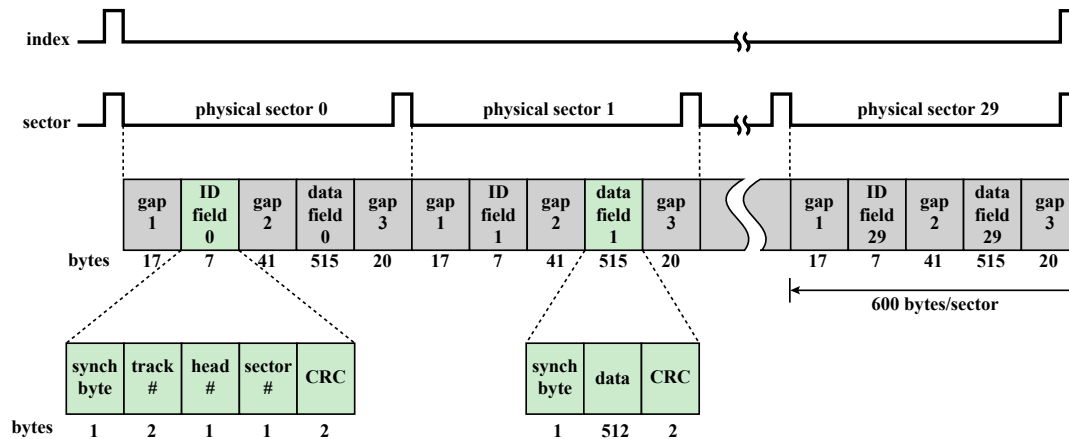 index
sector
physical sector 0
physical sector 1
physical sector 29
gap
1
ID
field
0
gap
2
data
field
0
gap
3
gap
1
ID
field
1
gap
2
data
field
1
gap
3
gap
1
ID
field
29
gap
2
data
field
29
gap
3
bytes 17 7 41 515 20 17 7 41 515 20 17 7 41 515 20
600 bytes/sector
synch
byte
track
#
head
#
sector
#
CRC
bytes 1 2 1 1 2
synch
byte
data
CRC
1 512 2